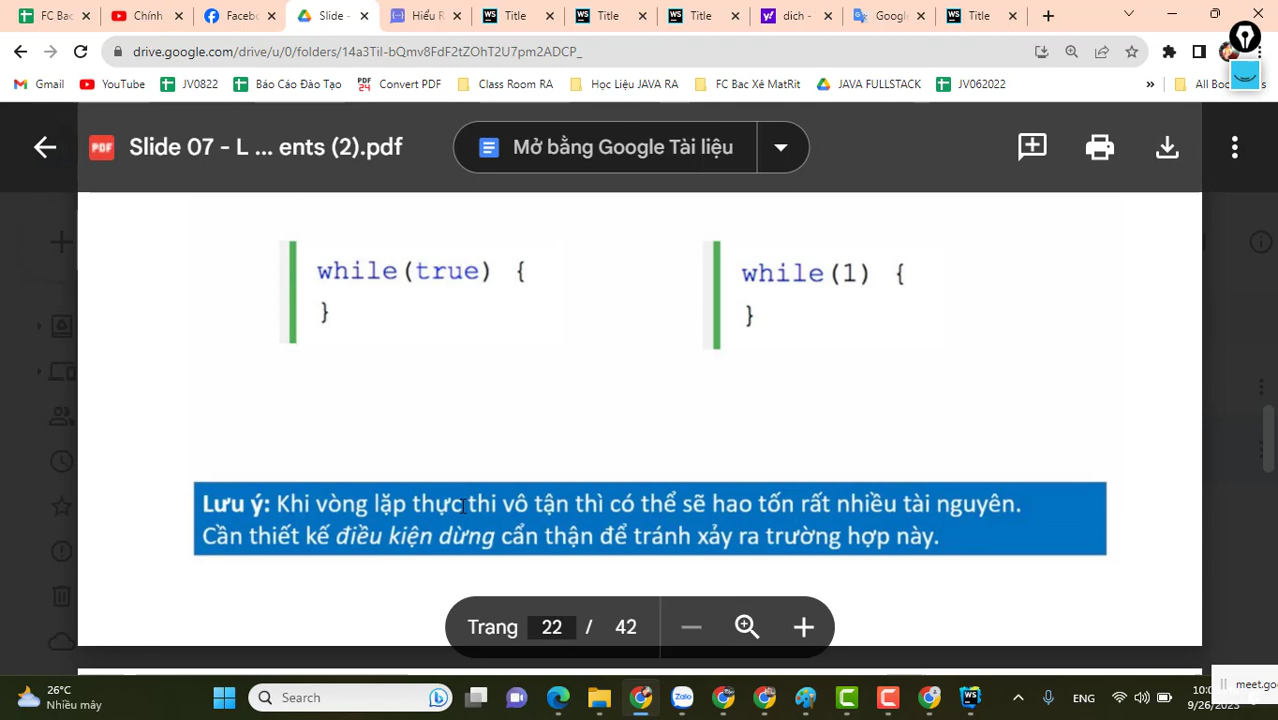 FC Bac
Chính
Facebo
Slide -
Hiểu R
Title
Title
Title
dich -
Googl
Title
drive.google.com/drive/u/0/folders/14a3TiI-bQmv8FdF2tZOhT2U7pm2ADCP_
Gmail
YouTube
JV0822
Báo Cáo Đào Tạo
Convert PDF
Class Room RA
Học Liệu JAVA RA
FC Bac Xé MatRit
JAVA FULLSTACK
JV062022
»
All Boo
Slide 07 - L ... ents (2).pdf
Mở bằng Google Tài liệu
while(true) {
}
while(1) {
}
Lưu ý: Khi vòng lặp thực thi vô tận thì có thể sẽ hao tốn rất nhiều tài nguyên.
Cần thiết kế điều kiện dừng cẩn thận để tránh xảy ra trường hợp này.
Trang 22 / 42
meet.go
26°C
Nhiều mây
Search
ENG
10:0
9/26/2023